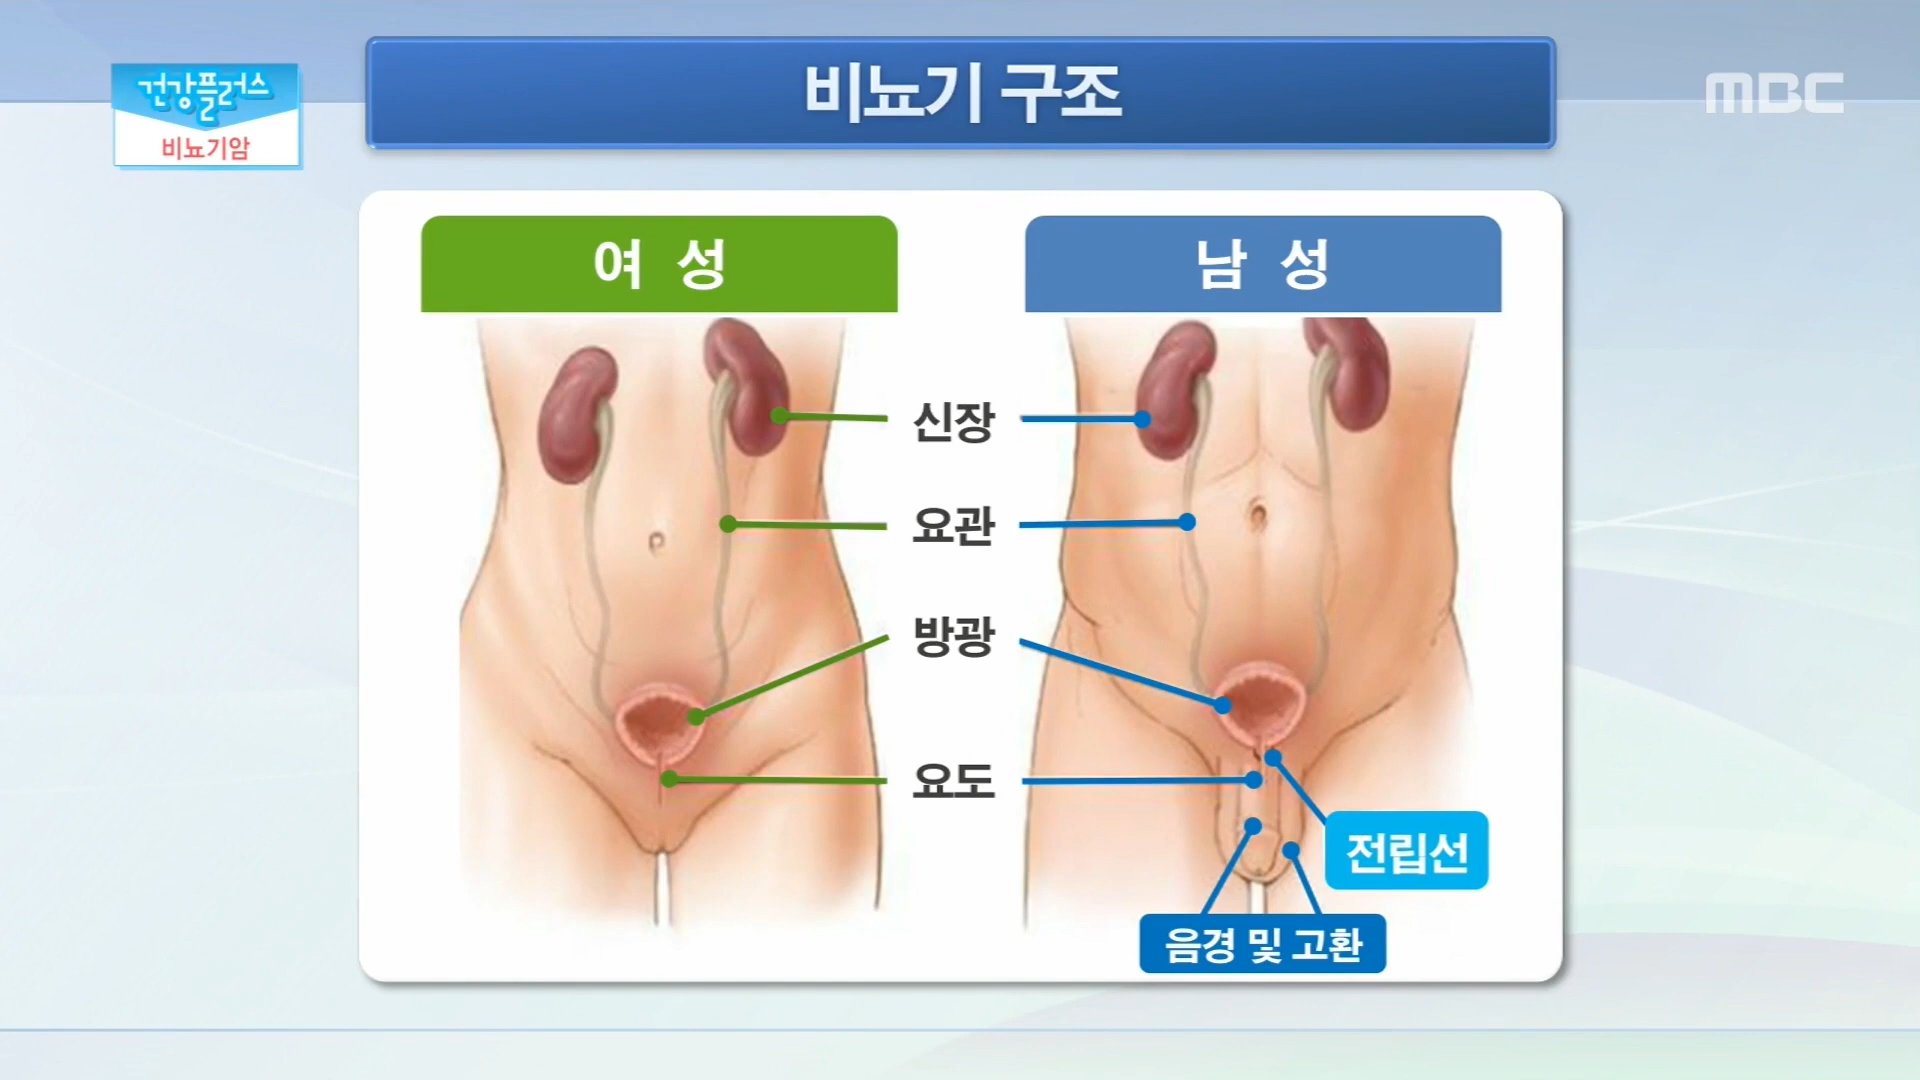 건강플러스
비뇨기암
비뇨기 구조
MBC
여 성
남 성
신장
요관
방광
요도
전립선
음경 및 고환